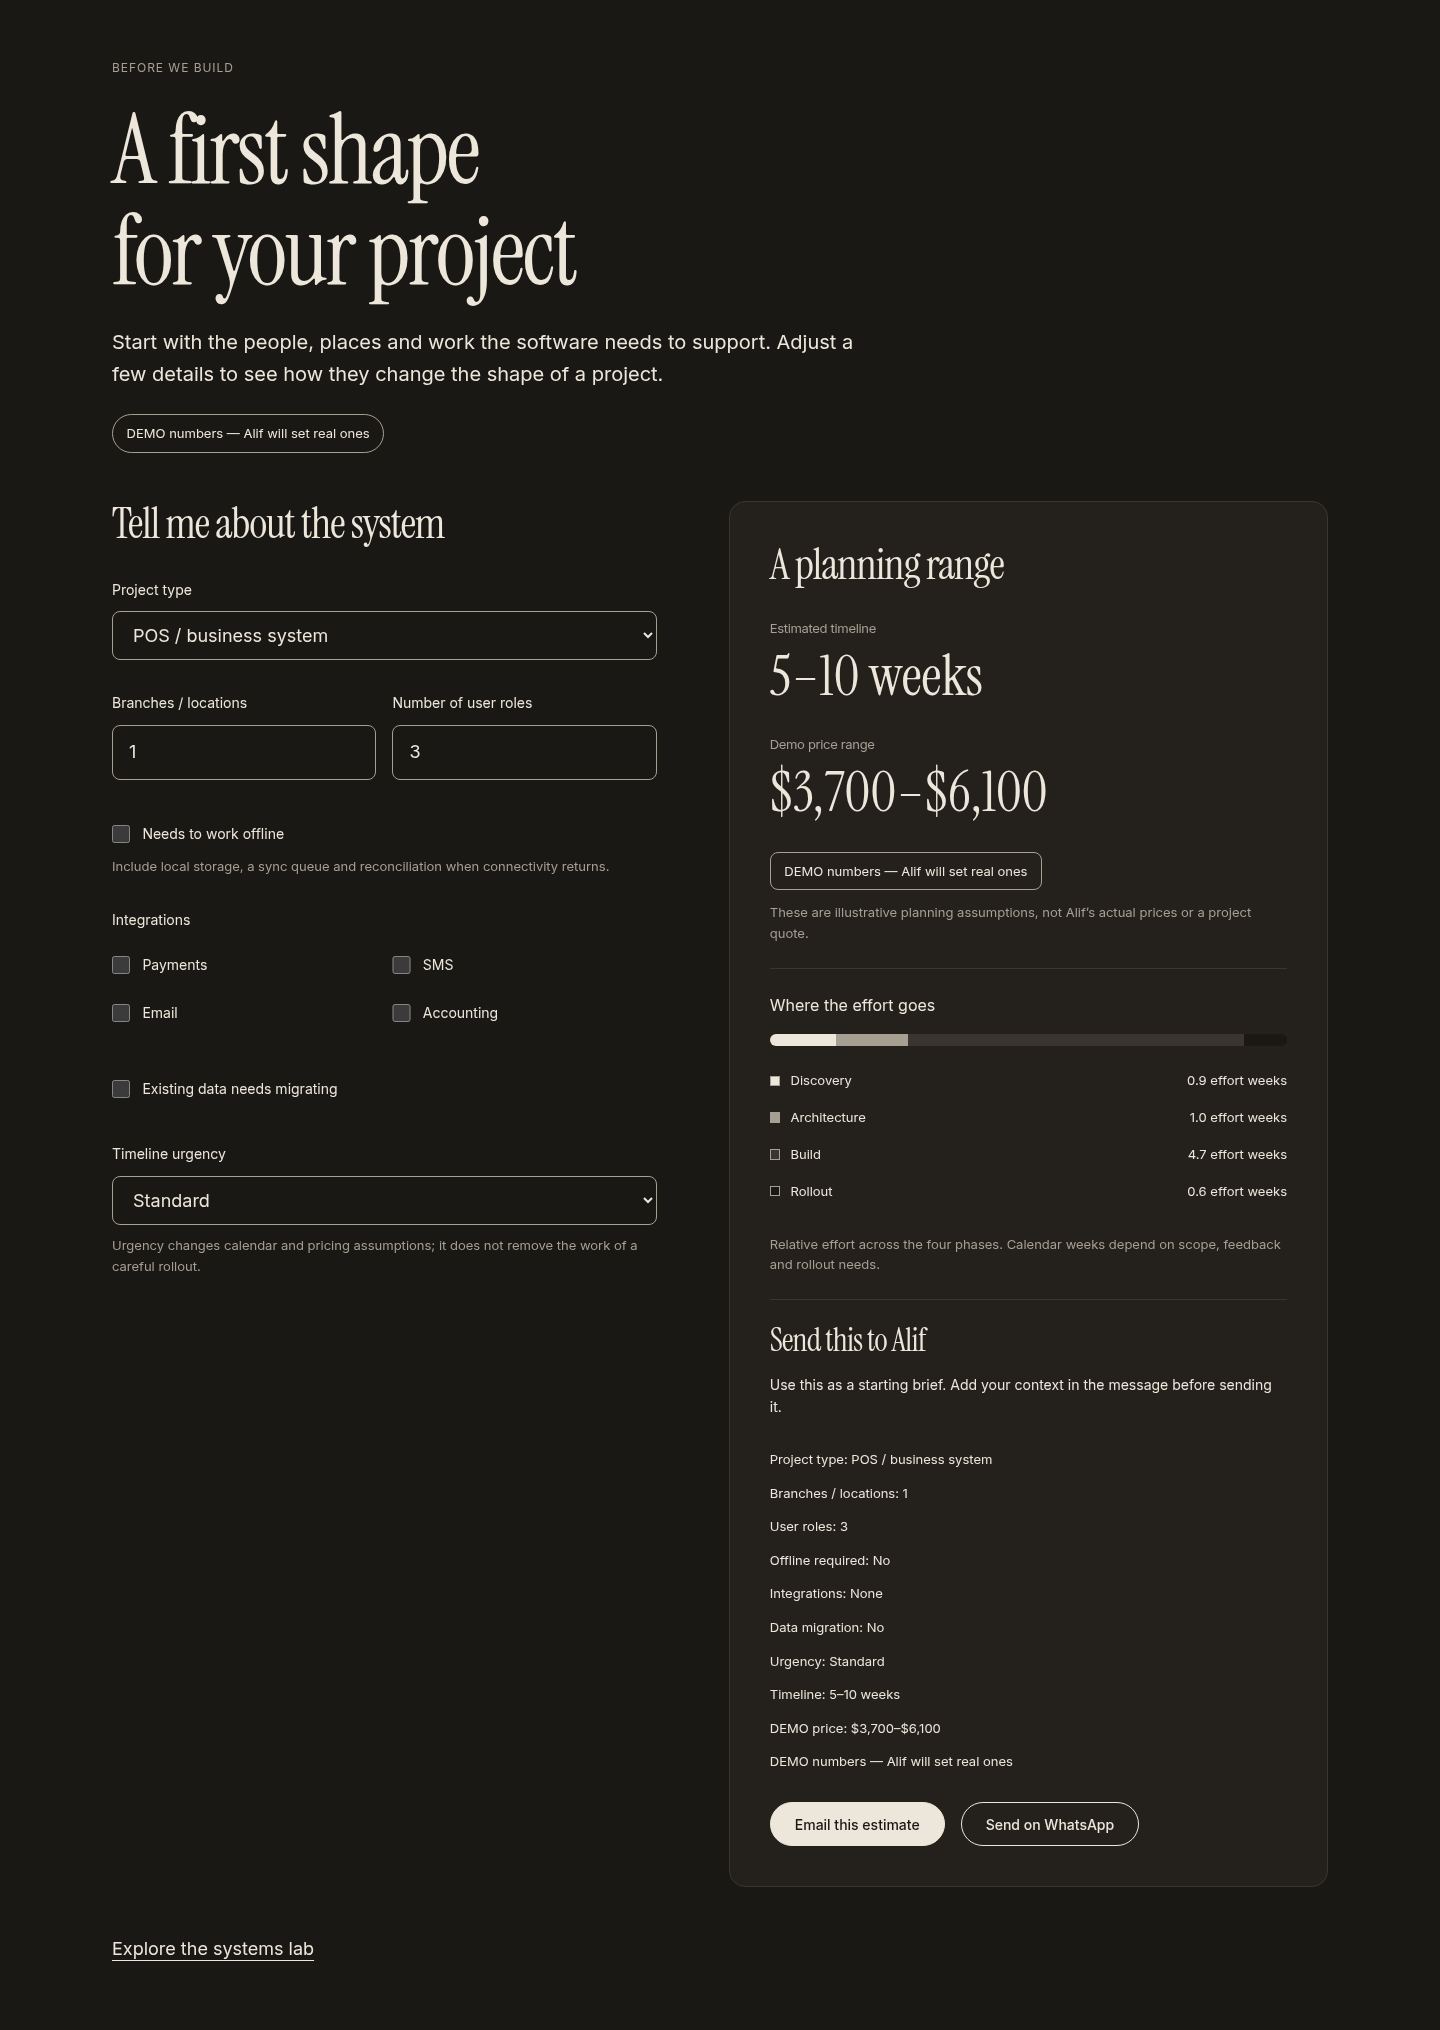 BEFORE WE BUILD
A first shape
for your project
Start with the people, places and work the software needs to support. Adjust a
few details to see how they change the shape of a project.
DEMO numbers — Alif will set real ones
Tell me about the system
Project type
POS / business system
Branches / locations
Number of user roles
1
3
Needs to work offline
Include local storage, a sync queue and reconciliation when connectivity returns.
Integrations
Payments
SMS
Email
Accounting
Existing data needs migrating
Timeline urgency
Standard
Urgency changes calendar and pricing assumptions; it does not remove the work of a
careful rollout.
A planning range
Estimated timeline
5–10 weeks
Demo price range
$3,700–$6,100
DEMO numbers — Alif will set real ones
These are illustrative planning assumptions, not Alif’s actual prices or a project
quote.
Where the effort goes
Discovery 0.9 effort weeks
Architecture 1.0 effort weeks
Build 4.7 effort weeks
Rollout 0.6 effort weeks
Relative effort across the four phases. Calendar weeks depend on scope, feedback
and rollout needs.
Send this to Alif
Use this as a starting brief. Add your context in the message before sending
it.
Project type: POS / business system
Branches / locations: 1
User roles: 3
Offline required: No
Integrations: None
Data migration: No
Urgency: Standard
Timeline: 5–10 weeks
DEMO price: $3,700–$6,100
DEMO numbers — Alif will set real ones
Email this estimate
Send on WhatsApp
Explore the systems lab